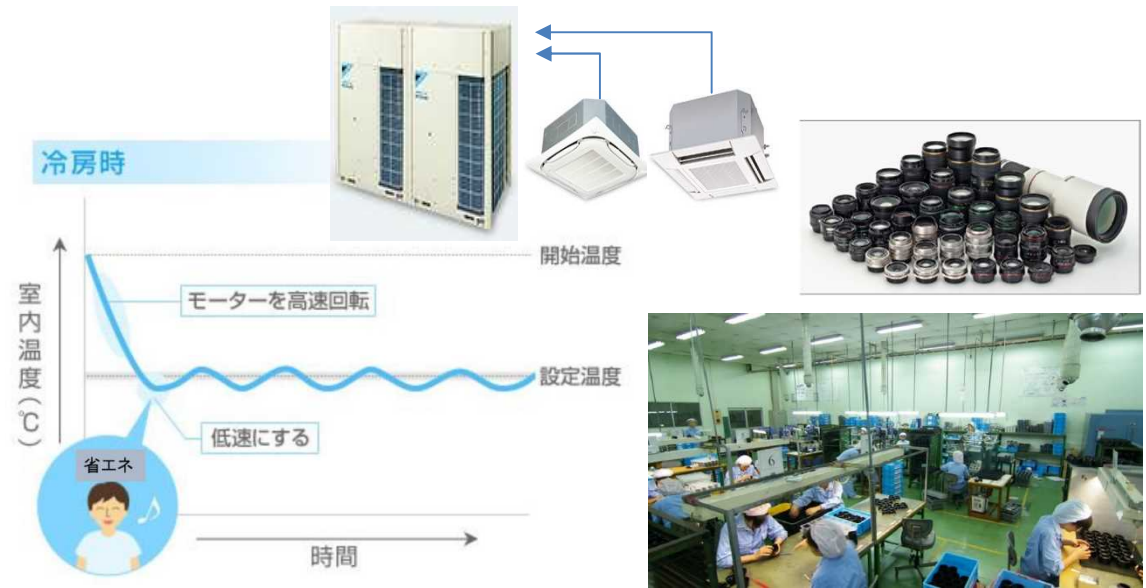 冷房時
開始温度
モーターを高速回転
室内温度(℃)
設定温度
低速にする
省エネ
時間
6